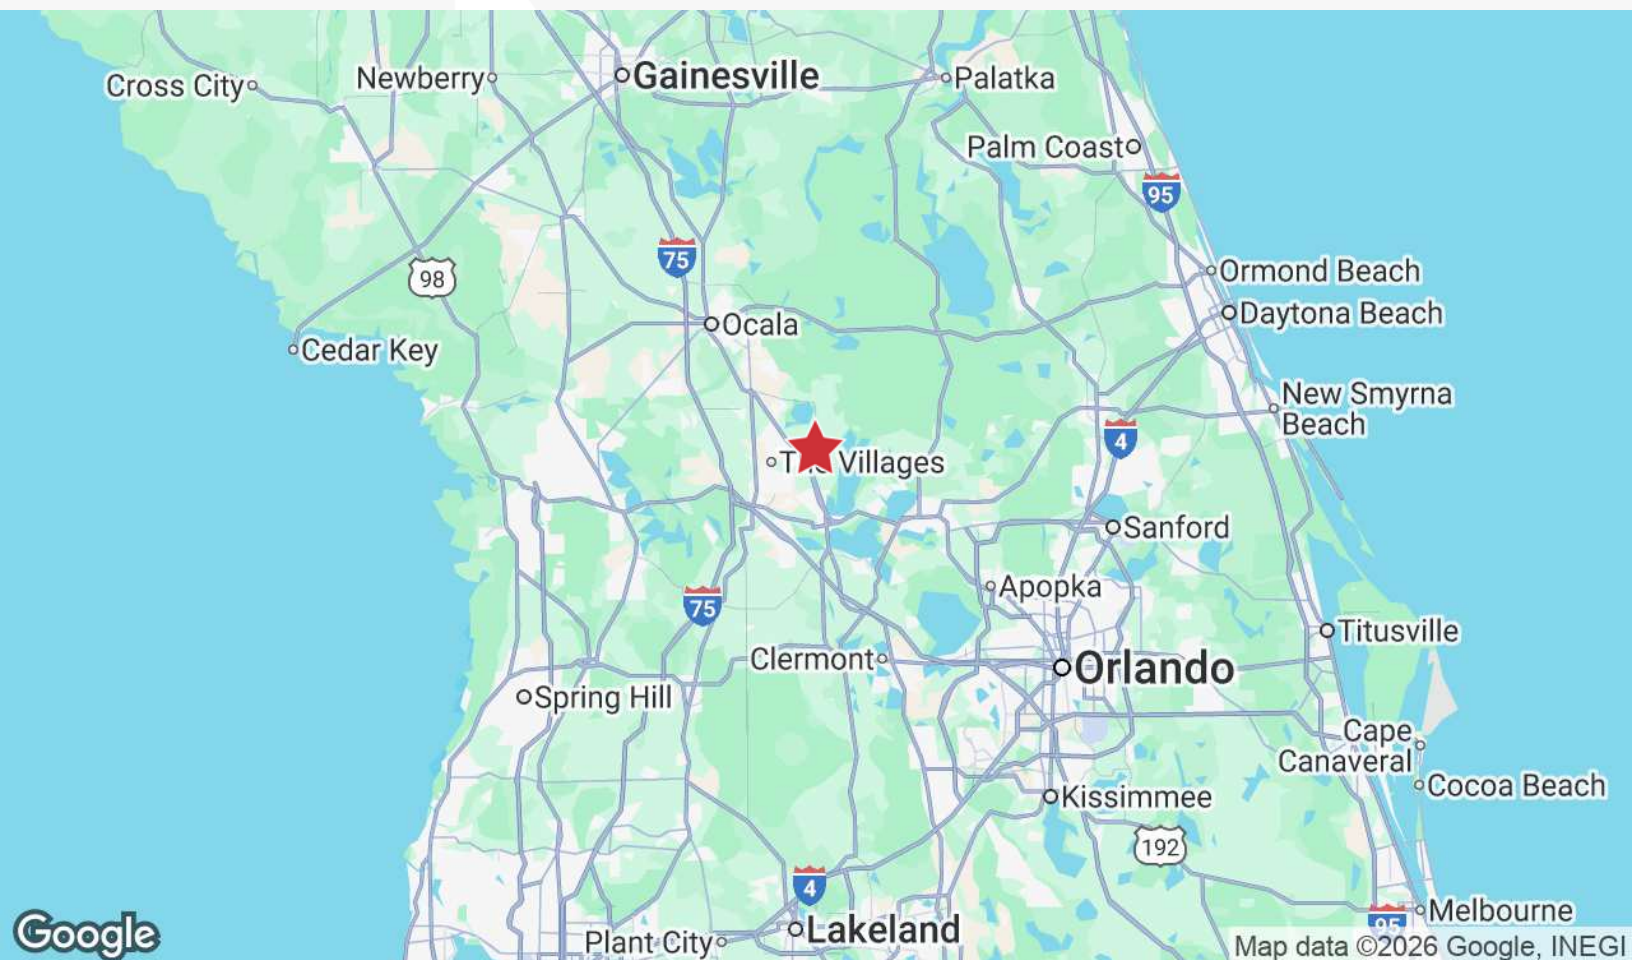 Cross City
Newberry
Gainesville
Palatka
Palm Coast
95
75
98
Ormond Beach
Ocala
Daytona Beach
Cedar Key
New Smyrna
Beach
4
The Villages
Sanford
Apopka
75
Titusville
Clermont
Orlando
Spring Hill
Cape
Canaveral
Cocoa Beach
Kissimmee
192
4
95
Melbourne
Lakeland
Plant City
Google
Map data ©2026 Google, INEGI